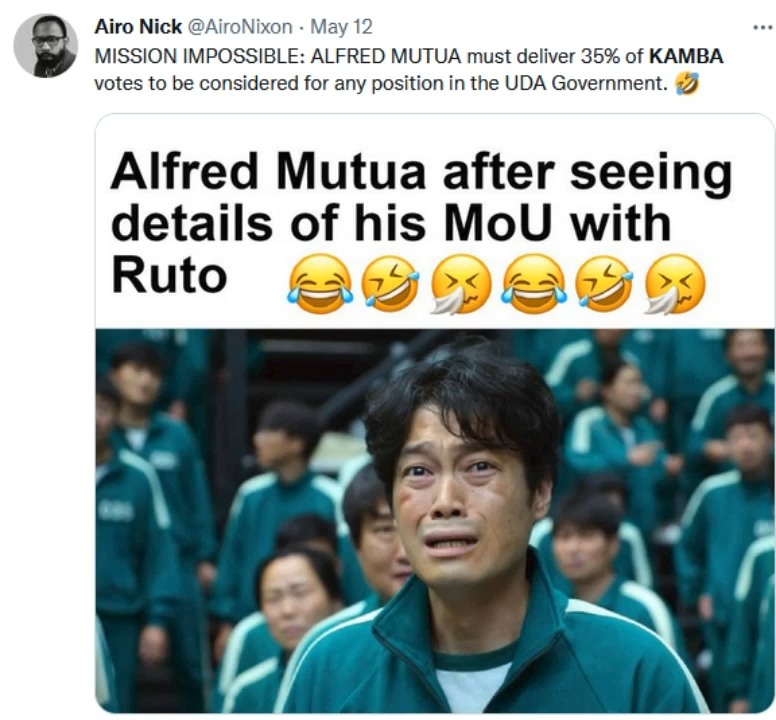 Airo Nick @AiroNixon · May 12
MISSION IMPOSSIBLE: ALFRED MUTUA must deliver 35% of KAMBA
votes to be considered for any position in the UDA Government. 🤣
Alfred Mutua after seeing
details of his MoU with
Ruto 😂🤣🤧😂🤣🤧